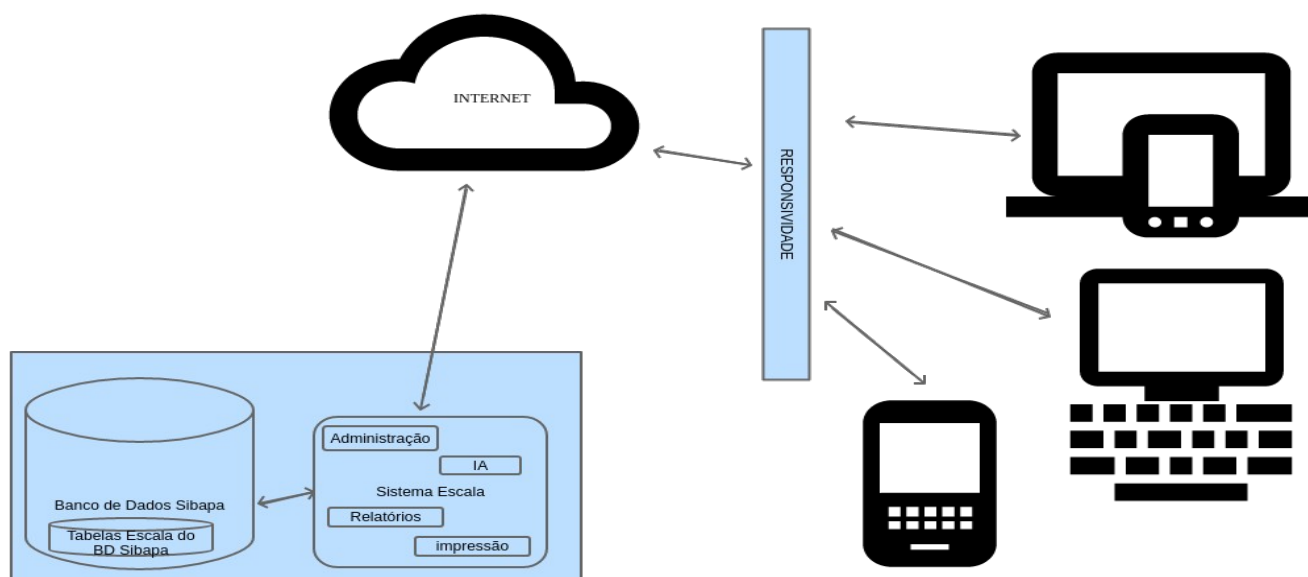 INTERNET
RESPONSIVIDADE
Banco de Dados Sibapa
Tabelas Escala do
BD Sibapa
Administração
IA
Sistema Escala
Relatórios
impressão